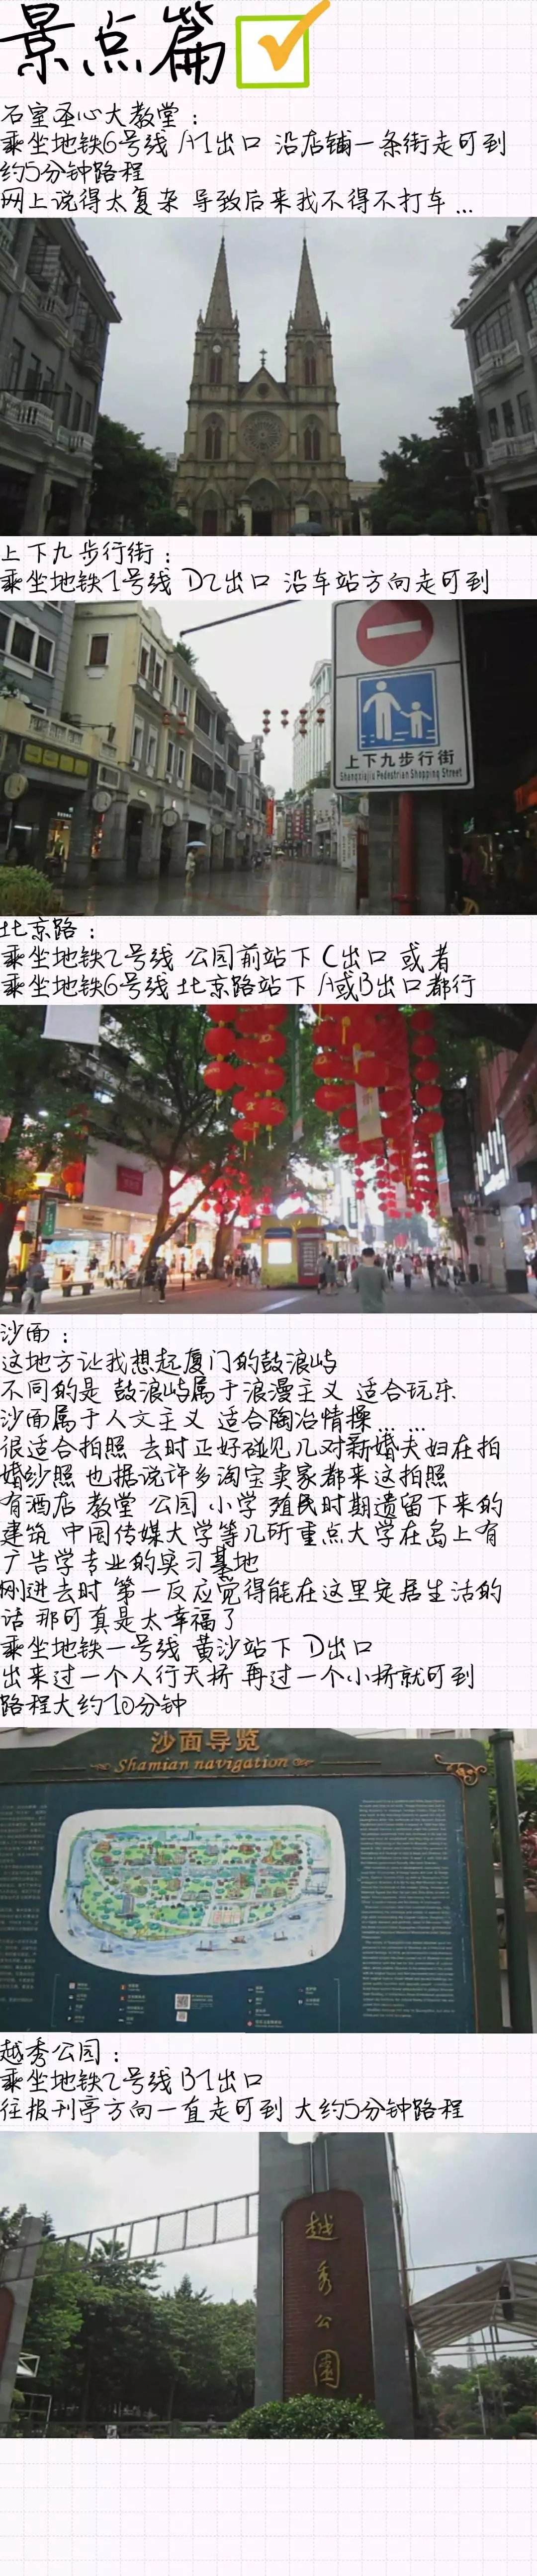 景点篇
石室圣心大教堂：
乘坐地铁6号线 A1出口 沿店铺一条街走可到
约5分钟路程
网上说得太复杂 导致后来我不得不打车...
上下九步行街：
乘坐地铁1号线 D2出口 沿车站方向走可到
上下九步行街
Shangxiajiu Pedestrian Shopping Street
北京路：
乘坐地铁2号线 公园前站下 C出口 或者
乘坐地铁6号线 北京路站下 A或B出口都行
沙面：
这地方让我想起厦门的鼓浪屿
不同的是 鼓浪屿属于浪漫主义 适合玩乐
沙面属于人文主义 适合陶冶情操... ...
很适合拍照 去时正好碰见几对新婚夫妇在拍
婚纱照 也据说许多淘宝卖家都来这拍照
有酒店 教堂 公园 小学 殖民时期遗留下来的
建筑 中国传媒大学等几所重点大学在岛上有
广告学专业的实习基地
刚进去时 第一反应觉得能在这里定居生活的
话 那可真是太幸福了
乘坐地铁一号线 黄沙站下 D出口
出来过一个人行天桥 再过一个小桥就可到
路程大约10分钟
沙面导览
Shamian navigation
越秀公园：
乘坐地铁2号线 B1出口
往报刊亭方向一直走可到 大约5分钟路程
越秀公園